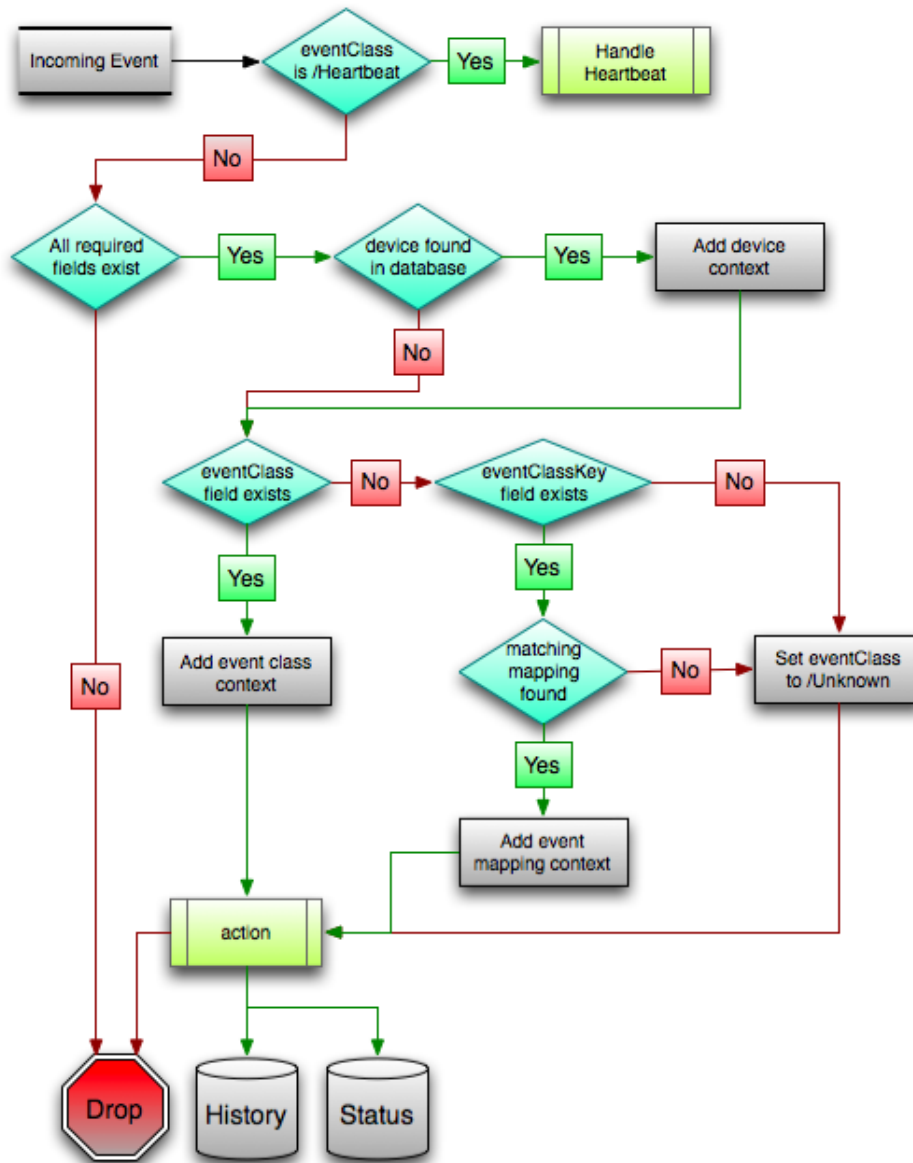 Incoming Event
eventClass
is /Heartbeat
Yes
Handle
Heartbeat
No
All required
fields exist
Yes
device found
in database
Yes
Add device
context
No
eventClass
field exists
No
eventClassKey
field exists
No
Yes
Yes
Add event class
context
matching
mapping
found
No
Set eventClass
to /Unknown
No
Yes
Add event
mapping context
action
Drop
History
Status